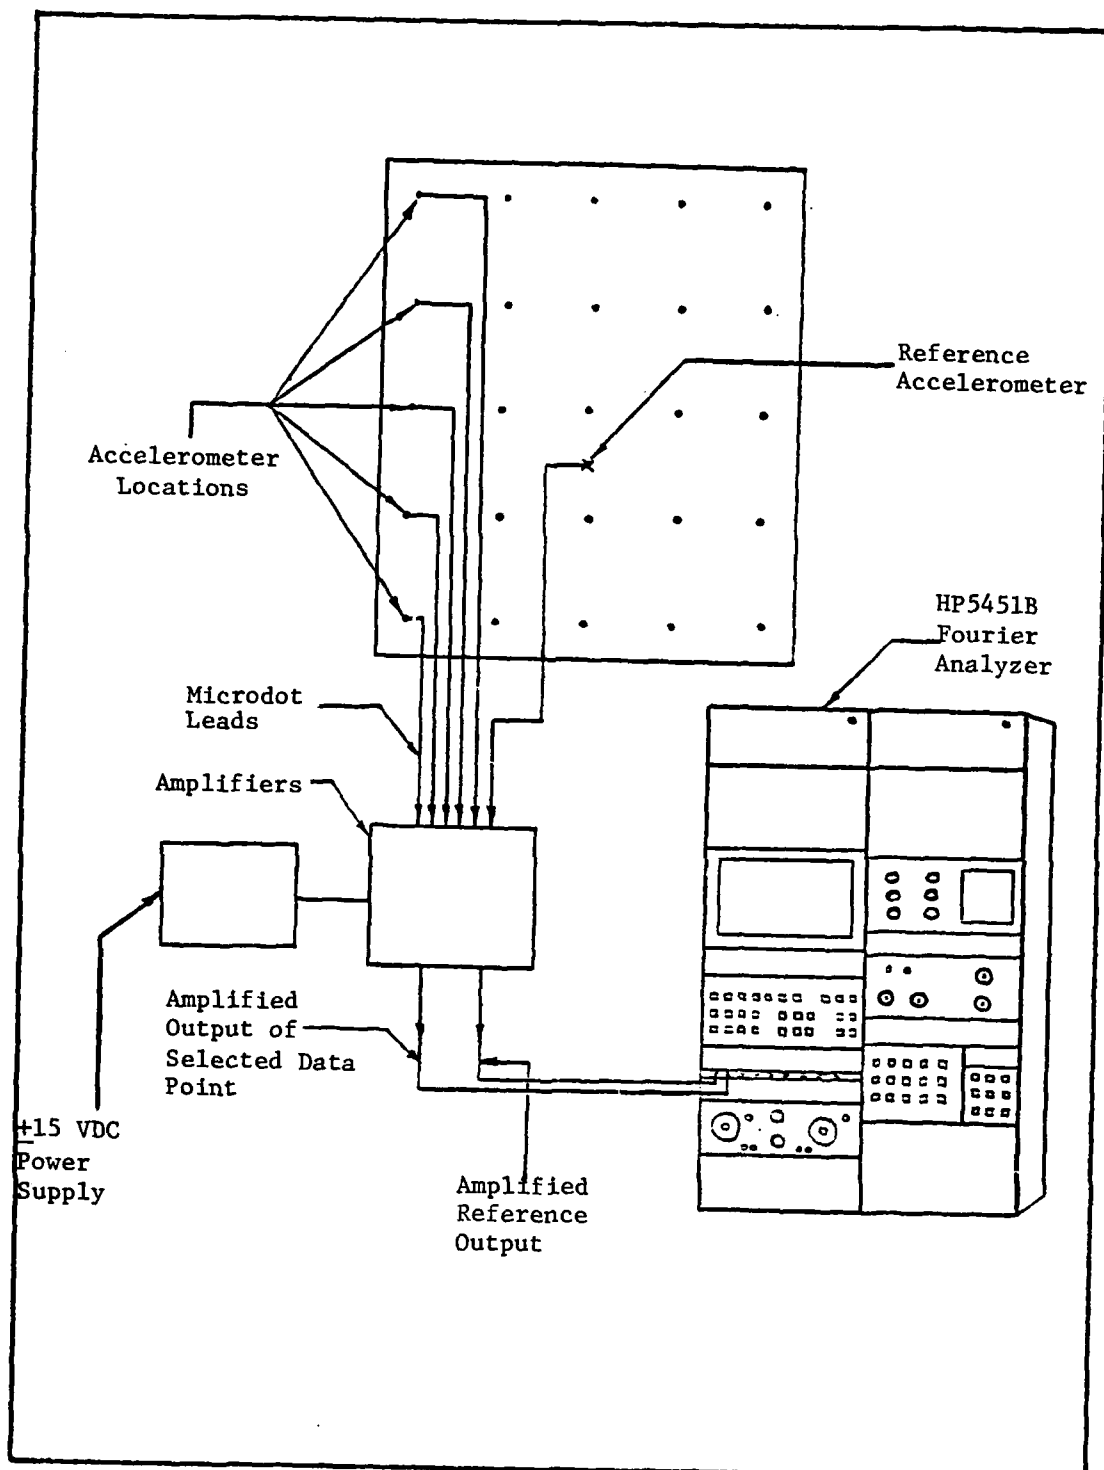 Reference
Accelerometer
Accelerometer
Locations
HP5451B
Fourier
Analyzer
Microdot
Leads
Amplifiers
Amplified
Output of
Selected Data
Point
±15 VDC
Power
Supply
Amplified
Reference
Output